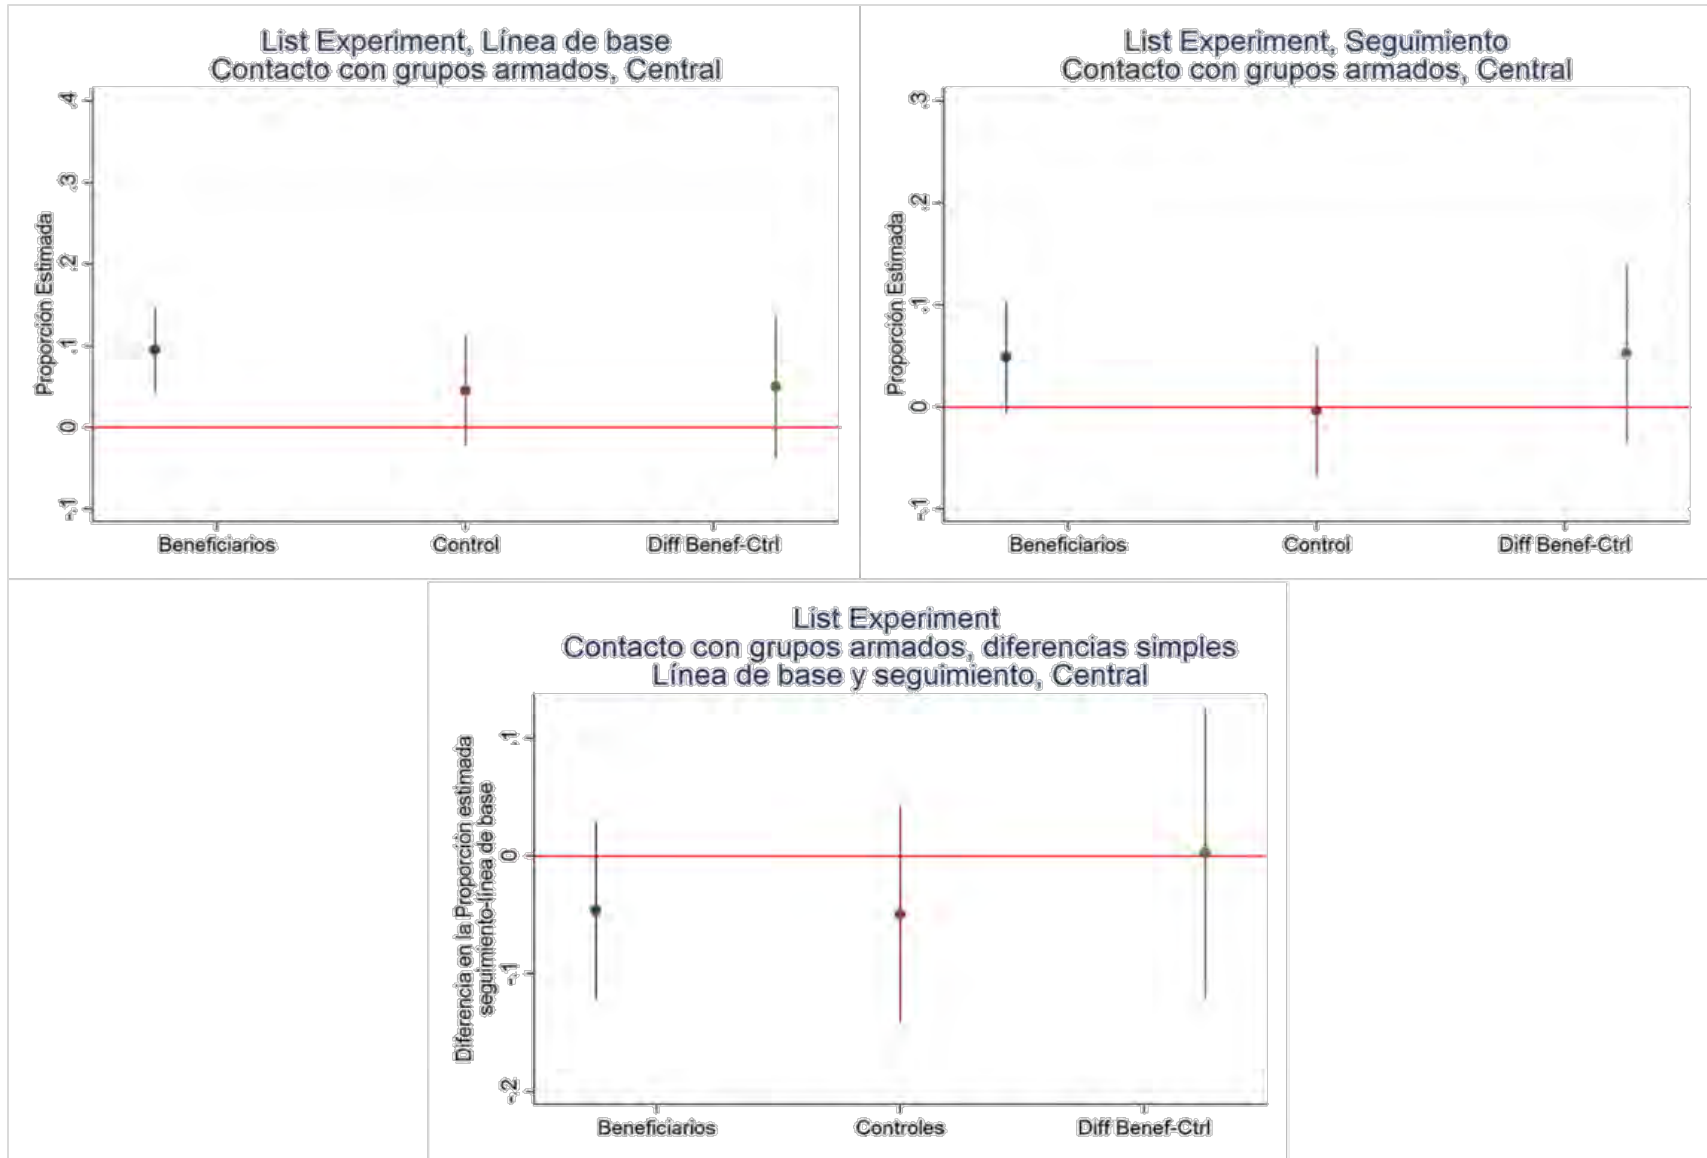 List Experiment, Línea de base
Contacto con grupos armados, Central
Proporción Estimada
.4
.3
.2
.1
0
-.1
Beneficiarios Control Diff Benef-Ctrl
List Experiment, Seguimiento
Contacto con grupos armados, Central
Proporción Estimada
.3
.2
.1
0
-.1
Beneficiarios Control Diff Benef-Ctrl
List Experiment
Contacto con grupos armados, diferencias simples
Línea de base y seguimiento, Central
Diferencia en la Proporción estimada
seguimiento-línea de base
.1
0
-.1
-.2
Beneficiarios Controles Diff Benef-Ctrl